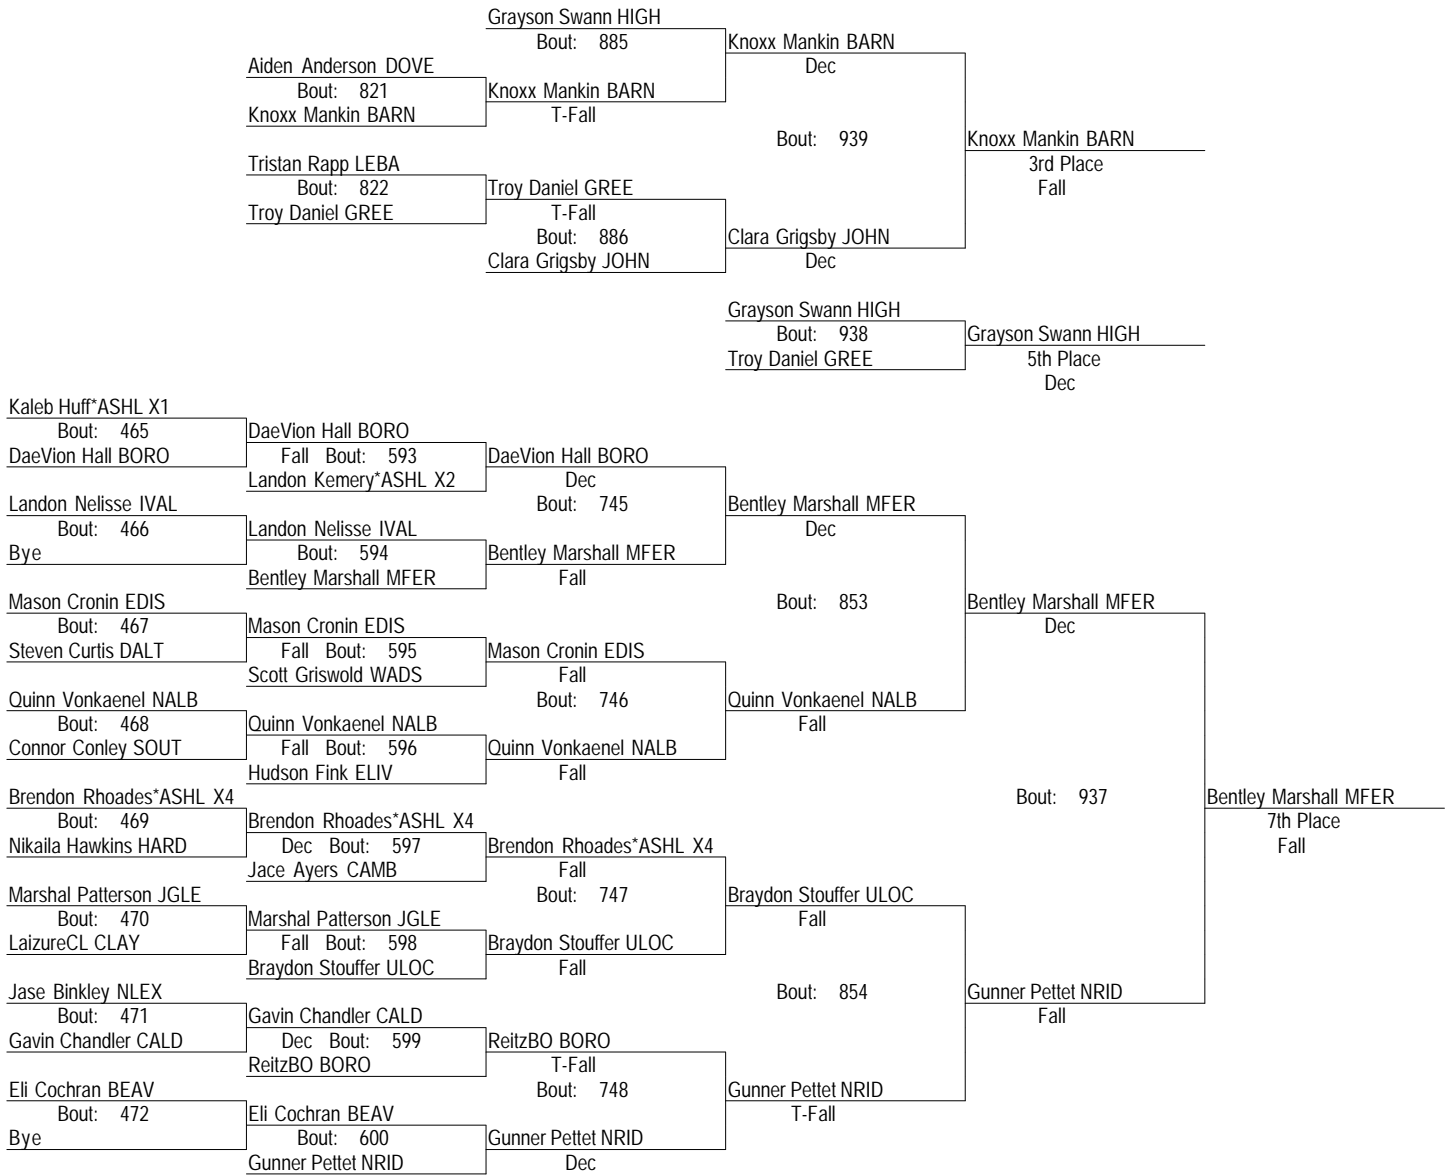 Grayson Swann HIGH
Bout: 885
Knoxx Mankin BARN
Aiden Anderson DOVE
Dec
Bout: 821
Knoxx Mankin BARN
Knoxx Mankin BARN
T-Fall
Bout: 939
Knoxx Mankin BARN
Tristan Rapp LEBA
3rd Place
Bout: 822
Troy Daniel GREE
Fall
Troy Daniel GREE
T-Fall
Bout: 886
Clara Grigsby JOHN
Clara Grigsby JOHN
Dec
Grayson Swann HIGH
Bout: 938
Grayson Swann HIGH
Troy Daniel GREE
5th Place
Dec
Kaleb Huff*ASHL X1
Bout: 465
DaeVion Hall BORO
DaeVion Hall BORO
Fall Bout: 593
DaeVion Hall BORO
Landon Kemery*ASHL X2
Dec
Landon Nelisse IVAL
Bout: 745
Bentley Marshall MFER
Bout: 466
Landon Nelisse IVAL
Dec
Bye
Bout: 594
Bentley Marshall MFER
Bentley Marshall MFER
Fall
Mason Cronin EDIS
Bout: 853
Bentley Marshall MFER
Bout: 467
Mason Cronin EDIS
Dec
Steven Curtis DALT
Fall Bout: 595
Mason Cronin EDIS
Scott Griswold WADS
Fall
Quinn Vonkaenel NALB
Bout: 746
Quinn Vonkaenel NALB
Bout: 468
Quinn Vonkaenel NALB
Fall
Connor Conley SOUT
Fall Bout: 596
Quinn Vonkaenel NALB
Hudson Fink ELIV
Fall
Brendon Rhoades*ASHL X4
Bout: 937
Bentley Marshall MFER
Bout: 469
Brendon Rhoades*ASHL X4
7th Place
Nikaila Hawkins HARD
Dec Bout: 597
Brendon Rhoades*ASHL X4
Fall
Jace Ayers CAMB
Fall
Marshal Patterson JGLE
Bout: 747
Braydon Stouffer ULOC
Bout: 470
Marshal Patterson JGLE
Fall
LaizureCL CLAY
Fall Bout: 598
Braydon Stouffer ULOC
Braydon Stouffer ULOC
Fall
Jase Binkley NLEX
Bout: 854
Gunner Pettet NRID
Bout: 471
Gavin Chandler CALD
Fall
Gavin Chandler CALD
Dec Bout: 599
ReitzBO BORO
ReitzBO BORO
T-Fall
Eli Cochran BEAV
Bout: 748
Gunner Pettet NRID
Bout: 472
Eli Cochran BEAV
T-Fall
Bye
Bout: 600
Gunner Pettet NRID
Gunner Pettet NRID
Dec